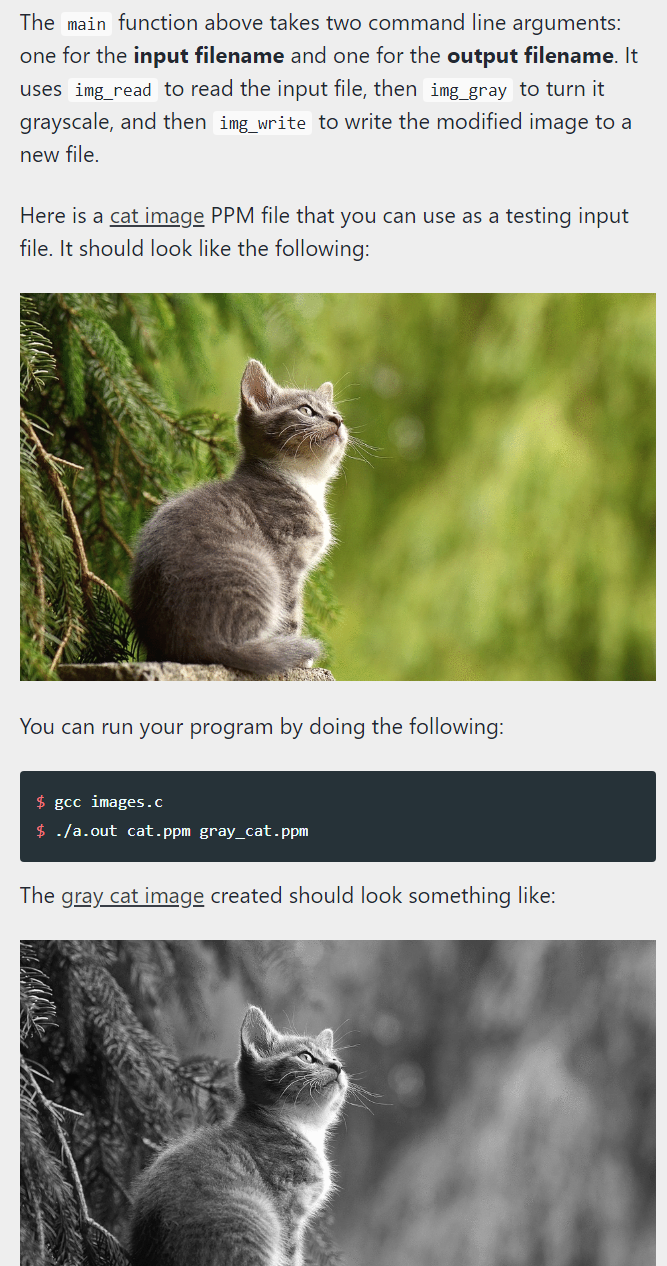 The main function above takes two command line arguments:
one for the input filename and one for the output filename. It
uses img_read to read the input file, then img_gray to turn it
grayscale, and then img_write to write the modified image to a
new file.
Here is a cat image PPM file that you can use as a testing input
file. It should look like the following:
You can run your program by doing the following:
$ gcc images.c
$ ./a.out cat.ppm gray_cat.ppm
The gray cat image created should look something like: